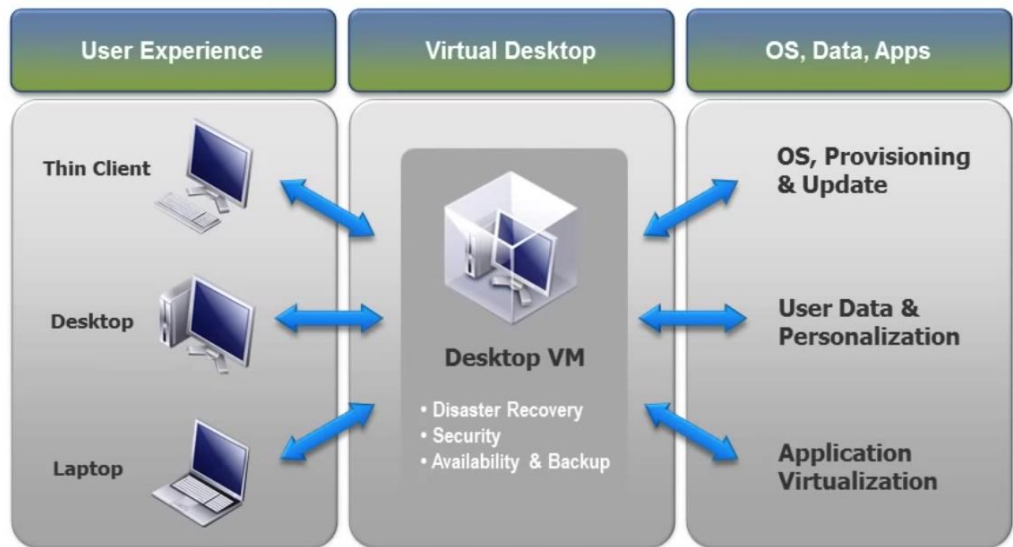 User Experience
Virtual Desktop
OS, Data, Apps
Thin Client
Desktop
Laptop
Desktop VM
• Disaster Recovery
• Security
• Availability & Backup
OS, Provisioning
& Update
User Data &
Personalization
Application
Virtualization